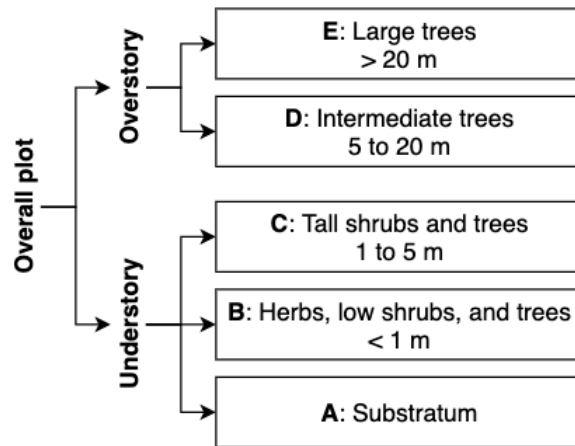 Overall plot
Overstory
Understory
E: Large trees
> 20 m
D: Intermediate trees
5 to 20 m
C: Tall shrubs and trees
1 to 5 m
B: Herbs, low shrubs, and trees
< 1 m
A: Substratum